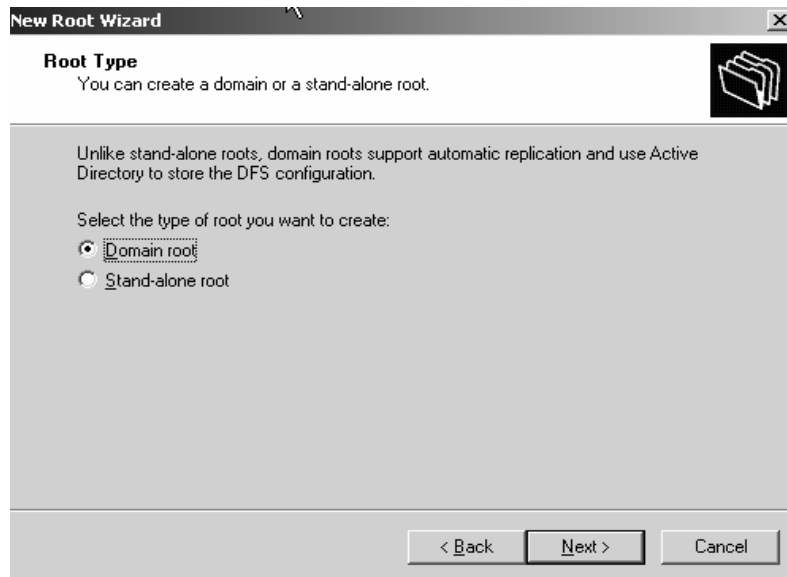 New Root Wizard
Root Type
You can create a domain or a stand-alone root.
Unlike stand-alone roots, domain roots support automatic replication and use Active
Directory to store the DFS configuration.
Select the type of root you want to create:
Domain root
Stand-alone root
< Back
Next >
Cancel